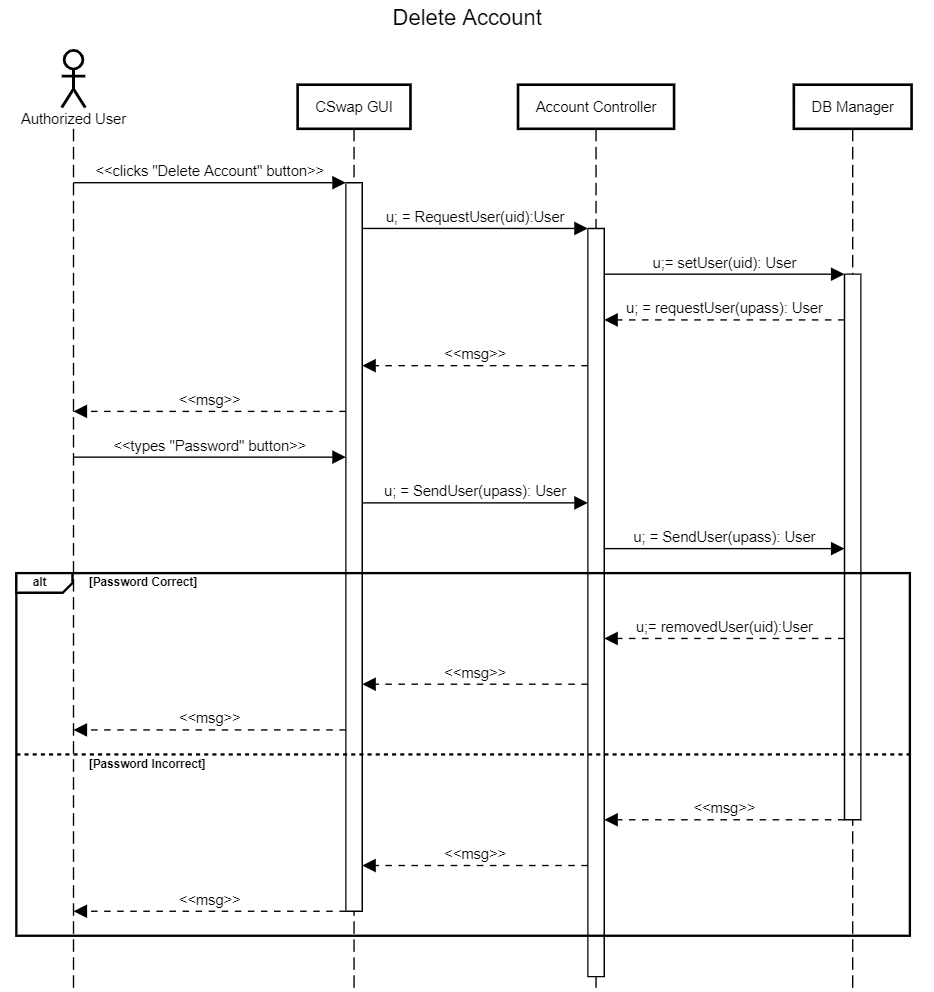 Delete Account
Authorized User
CSwap GUI
Account Controller
DB Manager
<<clicks "Delete Account" button>>
u; = RequestUser(uid):User
u;= setUser(uid): User
u; = requestUser(upass): User
<<msg>>
<<msg>>
<<types "Password" button>>
u; = SendUser(upass): User
u; = SendUser(upass): User
alt
[Password Correct]
u;= removedUser(uid):User
<<msg>>
<<msg>>
[Password Incorrect]
<<msg>>
<<msg>>
<<msg>>